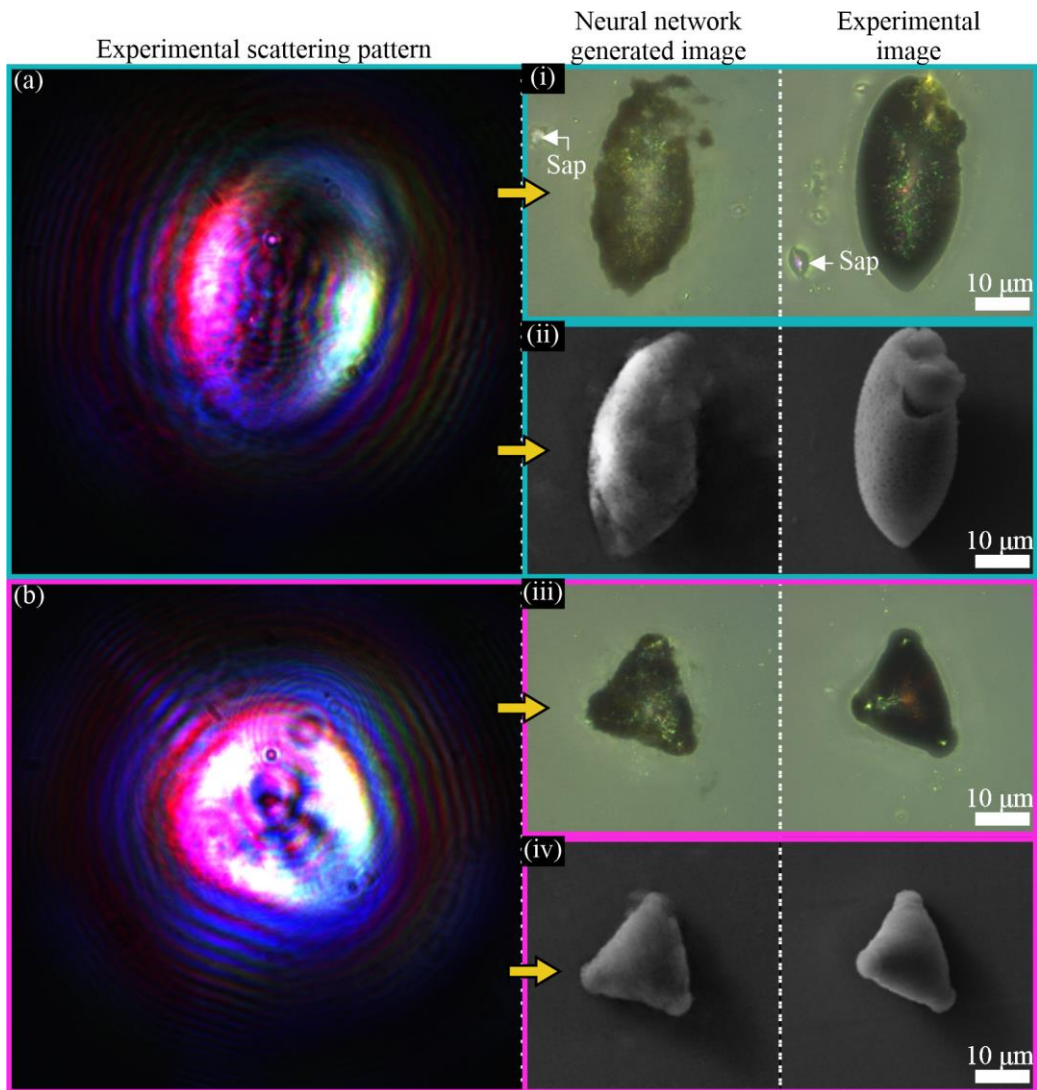 Experimental scattering pattern
Neural network
generated image
Experimental
image
(a)
(i)
Sap
Sap
10 μm
(ii)
10 μm
(b)
(iii)
10 μm
(iv)
10 μm